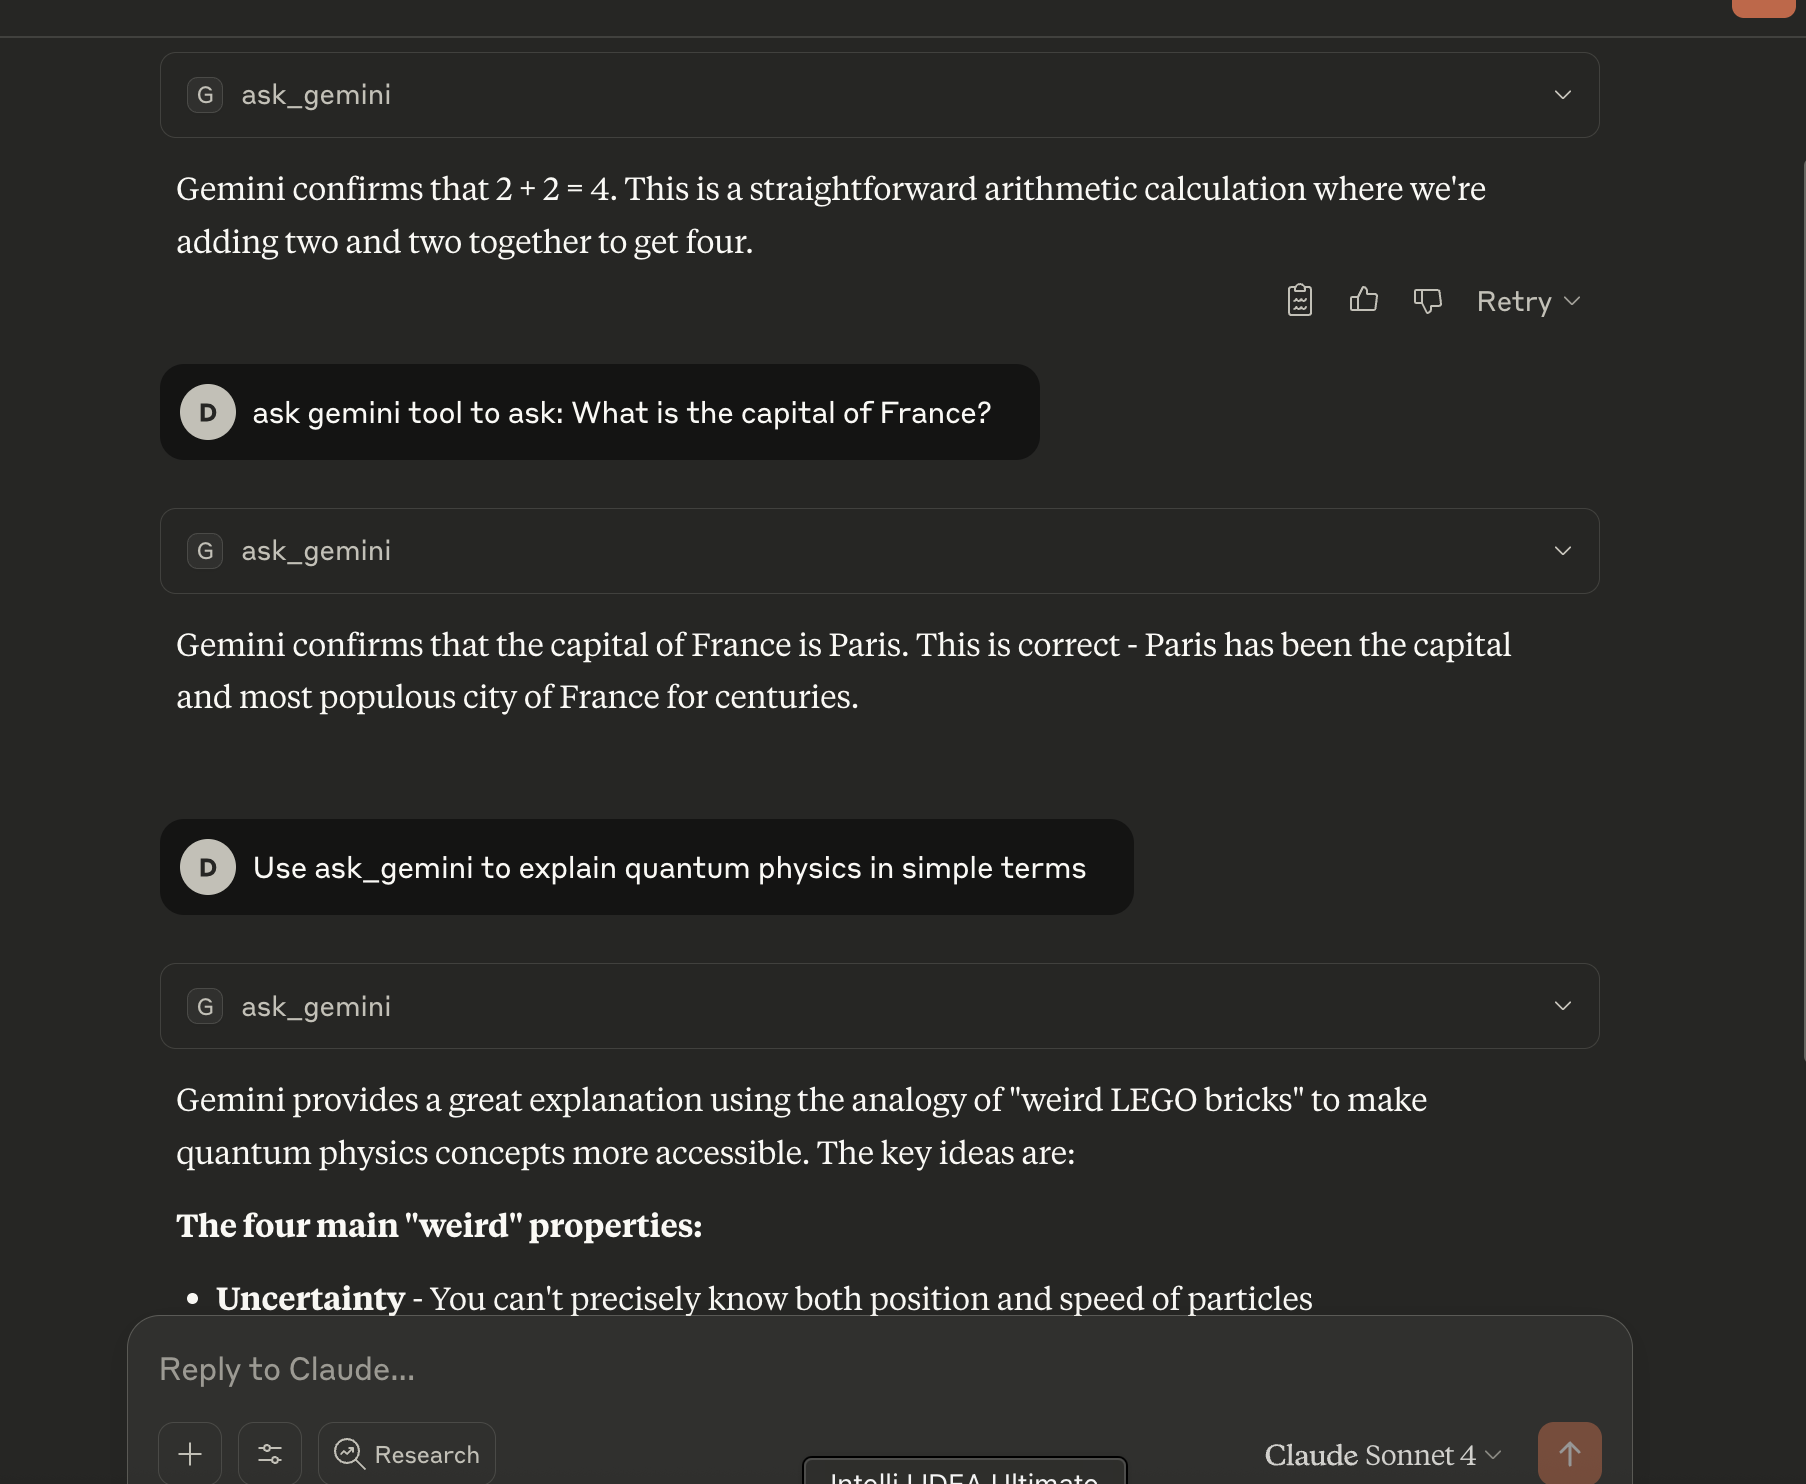 G ask_gemini
Gemini confirms that 2 + 2 = 4. This is a straightforward arithmetic calculation where we're
adding two and two together to get four.
Retry
D ask gemini tool to ask: What is the capital of France?
G ask_gemini
Gemini confirms that the capital of France is Paris. This is correct - Paris has been the capital
and most populous city of France for centuries.
D Use ask_gemini to explain quantum physics in simple terms
G ask_gemini
Gemini provides a great explanation using the analogy of "weird LEGO bricks" to make
quantum physics concepts more accessible. The key ideas are:
The four main "weird" properties:
• Uncertainty - You can't precisely know both position and speed of particles
Reply to Claude...
Research
Claude Sonnet 4
IntelliJ IDEA Ultimate